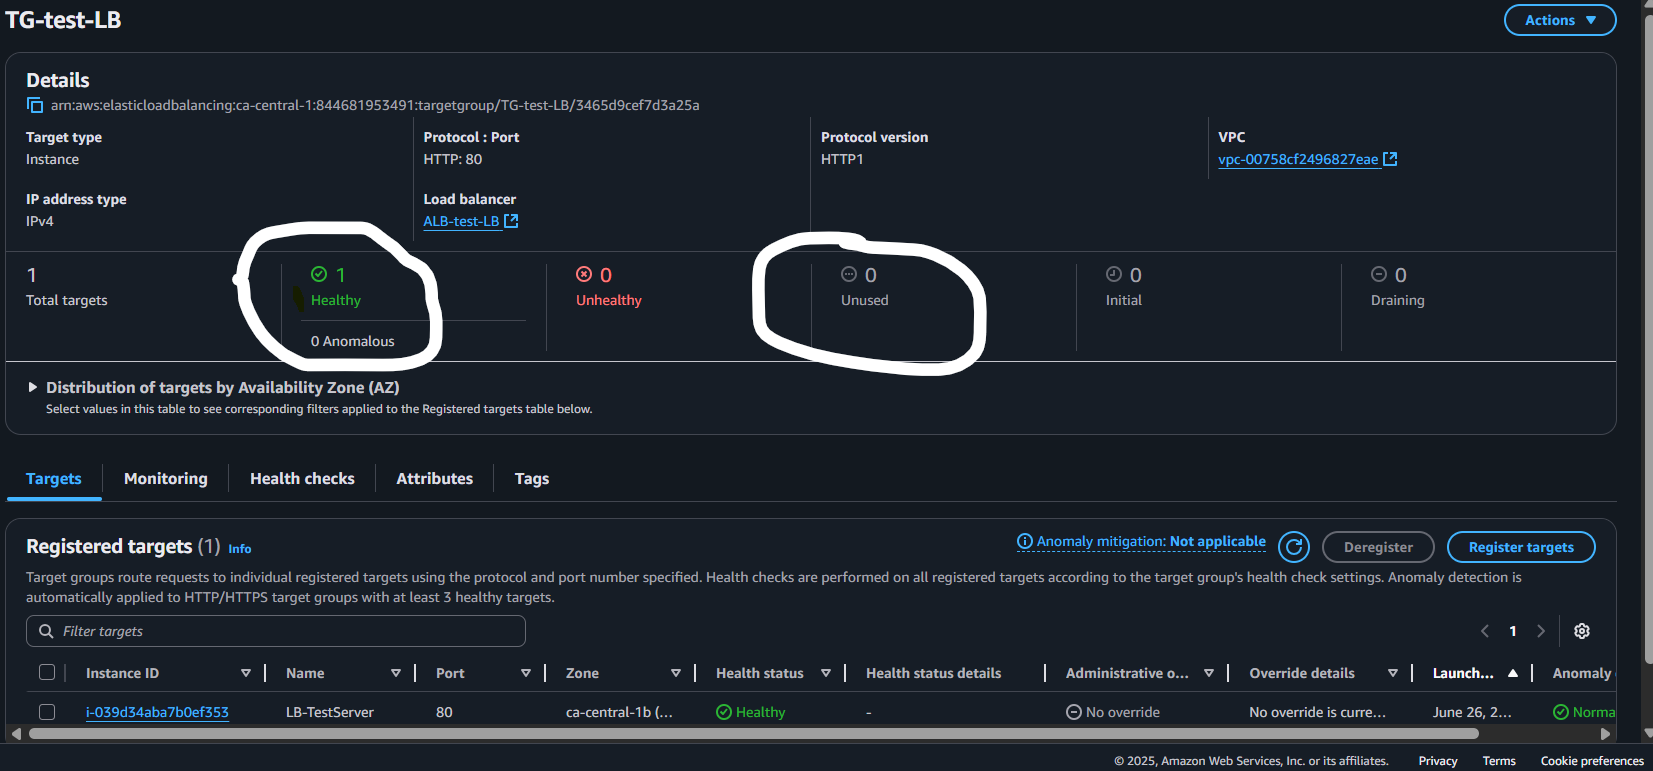 TG-test-LB
Actions
Details
arn:aws:elasticloadbalancing:ca-central-1:844681953491:targetgroup/TG-test-LB/3465d9cef7d3a25a
Target type
Instance
Protocol : Port
HTTP: 80
Protocol version
HTTP1
VPC
vpc-00758cf2496827eae
IP address type
IPv4
Load balancer
ALB-test-LB
1
Total targets
1
Healthy
0 Anomalous
0
Unhealthy
0
Unused
0
Initial
0
Draining
Distribution of targets by Availability Zone (AZ)
Select values in this table to see corresponding filters applied to the Registered targets table below.
Targets Monitoring Health checks Attributes Tags
Registered targets (1) Info
Anomaly mitigation: Not applicable
Deregister
Register targets
Target groups route requests to individual registered targets using the protocol and port number specified. Health checks are performed on all registered targets according to the target group's health check settings. Anomaly detection is
automatically applied to HTTP/HTTPS target groups with at least 3 healthy targets.
Filter targets
1
Instance ID Name Port Zone Health status Health status details Administrative o... Override details Launch... Anomaly
i-039d34aba7b0ef353 LB-TestServer 80 ca-central-1b (... Healthy - No override No override is curre... June 26, 2... Norma
© 2025, Amazon Web Services, Inc. or its affiliates. Privacy Terms Cookie preferences